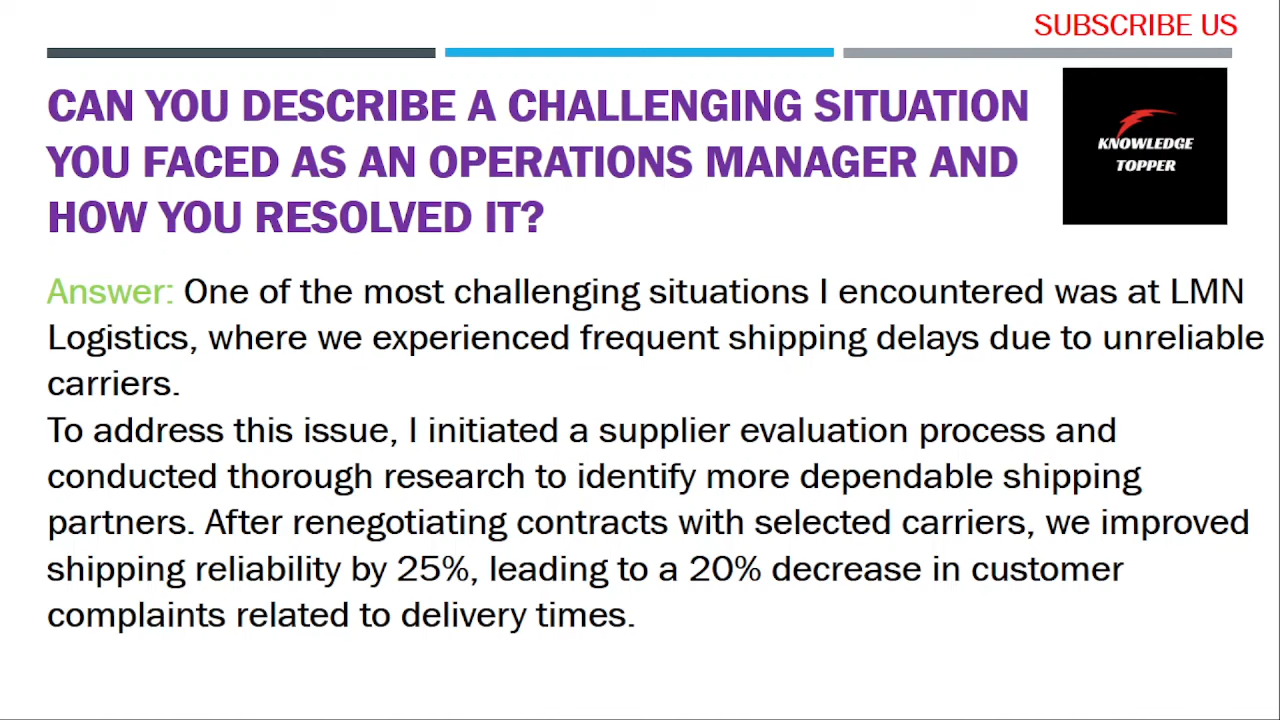 SUBSCRIBE US
CAN YOU DESCRIBE A CHALLENGING SITUATION
YOU FACED AS AN OPERATIONS MANAGER AND
HOW YOU RESOLVED IT?
KNOWLEDGE
TOPPER
Answer: One of the most challenging situations I encountered was at LMN
Logistics, where we experienced frequent shipping delays due to unreliable
carriers.
To address this issue, I initiated a supplier evaluation process and
conducted thorough research to identify more dependable shipping
partners. After renegotiating contracts with selected carriers, we improved
shipping reliability by 25%, leading to a 20% decrease in customer
complaints related to delivery times.